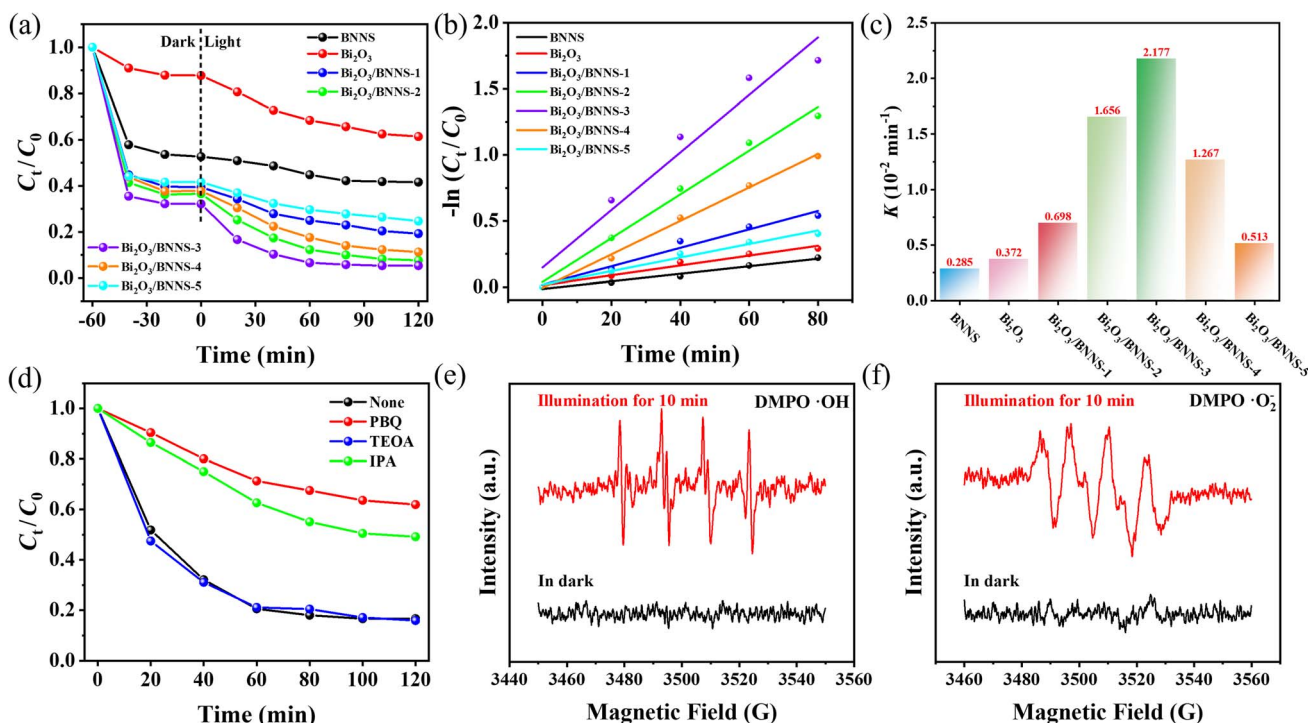 (a)
1.0
0.8
0.6
0.4
0.2
0.0
Cₜ/C₀
Dark
Light
BNNS
Bi₂O₃
Bi₂O₃/BNNS-1
Bi₂O₃/BNNS-2
Bi₂O₃/BNNS-3
Bi₂O₃/BNNS-4
Bi₂O₃/BNNS-5
-60 -30 0 30 60 90 120
Time (min)
(b)
2.0
1.5
1.0
0.5
0.0
-ln (Cₜ/C₀)
BNNS
Bi₂O₃
Bi₂O₃/BNNS-1
Bi₂O₃/BNNS-2
Bi₂O₃/BNNS-3
Bi₂O₃/BNNS-4
Bi₂O₃/BNNS-5
0 20 40 60 80
Time (min)
(c)
2.5
2.0
1.5
1.0
0.5
0.0
K (10⁻² min⁻¹)
0.285
0.372
0.698
1.656
2.177
1.267
0.513
BNNS
Bi₂O₃
Bi₂O₃/BNNS-1
Bi₂O₃/BNNS-2
Bi₂O₃/BNNS-3
Bi₂O₃/BNNS-4
Bi₂O₃/BNNS-5
(d)
1.0
0.8
0.6
0.4
0.2
0.0
Cₜ/C₀
None
PBQ
TEOA
IPA
0 20 40 60 80 100 120
Time (min)
(e)
Intensity (a.u.)
Illumination for 10 min
DMPO ·OH
In dark
3440 3460 3480 3500 3520 3540 3560
Magnetic Field (G)
(f)
Intensity (a.u.)
Illumination for 10 min
DMPO ·O₂⁻
In dark
3460 3480 3500 3520 3540 3560
Magnetic Field (G)